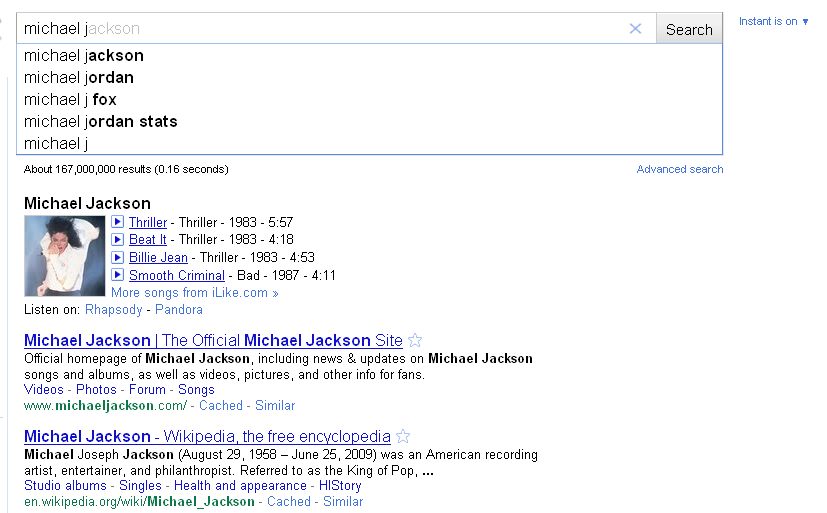 michael jackson
Search
Instant is on ▼
michael jackson
michael jordan
michael j fox
michael jordan stats
michael j
About 167,000,000 results (0.16 seconds)
Advanced search
Michael Jackson
Thriller - Thriller - 1983 - 5:57
Beat It - Thriller - 1983 - 4:18
Billie Jean - Thriller - 1983 - 4:53
Smooth Criminal - Bad - 1987 - 4:11
More songs from iLike.com »
Listen on: Rhapsody - Pandora
Michael Jackson | The Official Michael Jackson Site
Official homepage of Michael Jackson, including news & updates on Michael Jackson
songs and albums, as well as videos, pictures, and other info for fans.
Videos - Photos - Forum - Songs
www.michaeljackson.com/ - Cached - Similar
Michael Jackson - Wikipedia, the free encyclopedia
Michael Joseph Jackson (August 29, 1958 – June 25, 2009) was an American recording
artist, entertainer, and philanthropist. Referred to as the King of Pop, ...
Studio albums - Singles - Health and appearance - HIStory
en.wikipedia.org/wiki/Michael_Jackson - Cached - Similar